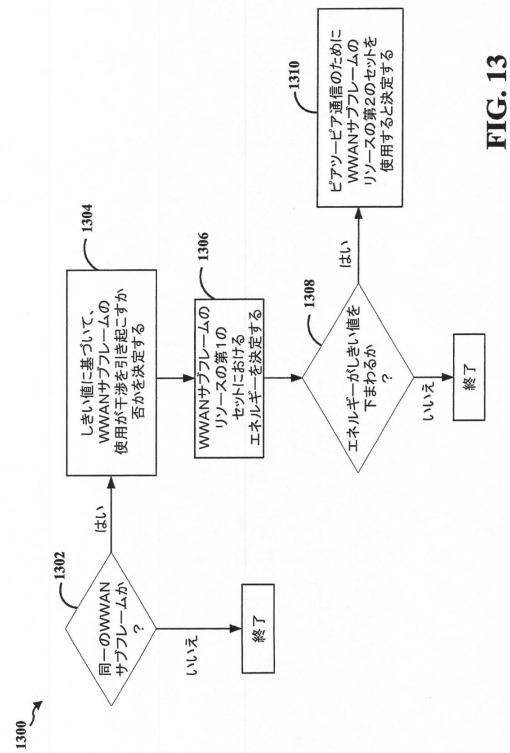 1300
1302
同一のWWAN
サブフレームか
?
はい
いいえ
終了
1304
しきい値に基づいて、
WWANサブフレームの
使用が干渉を引き起こすか
否かを決定する
1306
WWANサブフレームの
リソースの第1の
セットにおける
エネルギーを決定する
1308
エネルギーがしきい値を
下まわるか
?
はい
いいえ
終了
1310
ピアツーピア通信のために
WWANサブフレームの
リソースの第2のセットを
使用すると決定する
FIG. 13